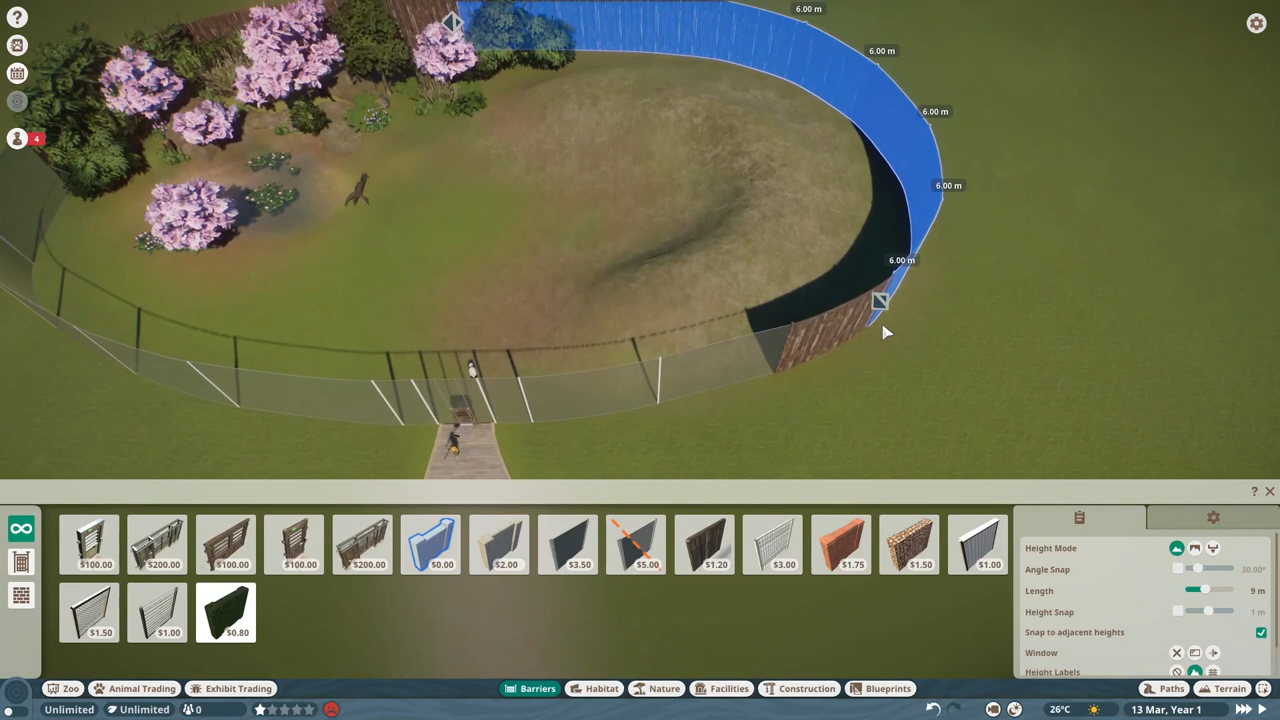 6.00 m
6.00 m
6.00 m
6.00 m
6.00 m
4
? ×
$100.00 $200.00 $100.00 $100.00 $200.00 $0.00 $2.00 $3.50 $5.00 $1.20 $3.00 $1.75 $1.50 $1.00
$1.50 $1.00 $0.80
Height Mode
Angle Snap 30.00°
Length 9 m
Height Snap 1 m
Snap to adjacent heights
Window
Height Labels
Zoo Animal Trading Exhibit Trading Barriers Habitat Nature Facilities Construction Blueprints Paths Terrain
Unlimited Unlimited 0 26°C 13 Mar, Year 1